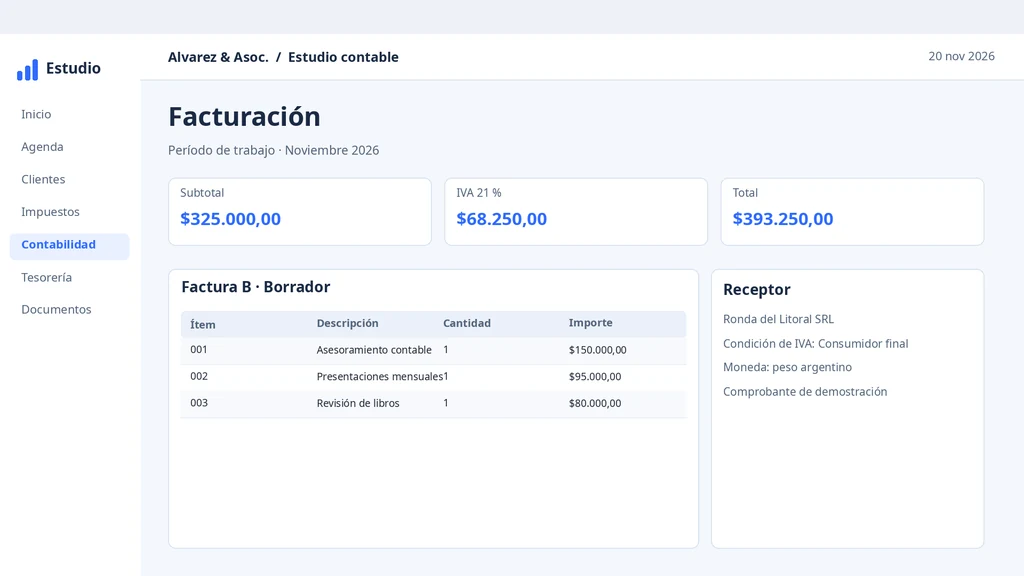 Estudio
Inicio
Agenda
Clientes
Impuestos
Contabilidad
Tesorería
Documentos
Alvarez & Asoc. / Estudio contable
20 nov 2026
Facturación
Período de trabajo · Noviembre 2026
Subtotal
$325.000,00
IVA 21 %
$68.250,00
Total
$393.250,00
Factura B · Borrador
Ítem Descripción Cantidad Importe
001 Asesoramiento contable 1 $150.000,00
002 Presentaciones mensuales 1 $95.000,00
003 Revisión de libros 1 $80.000,00
Receptor
Ronda del Litoral SRL
Condición de IVA: Consumidor final
Moneda: peso argentino
Comprobante de demostración